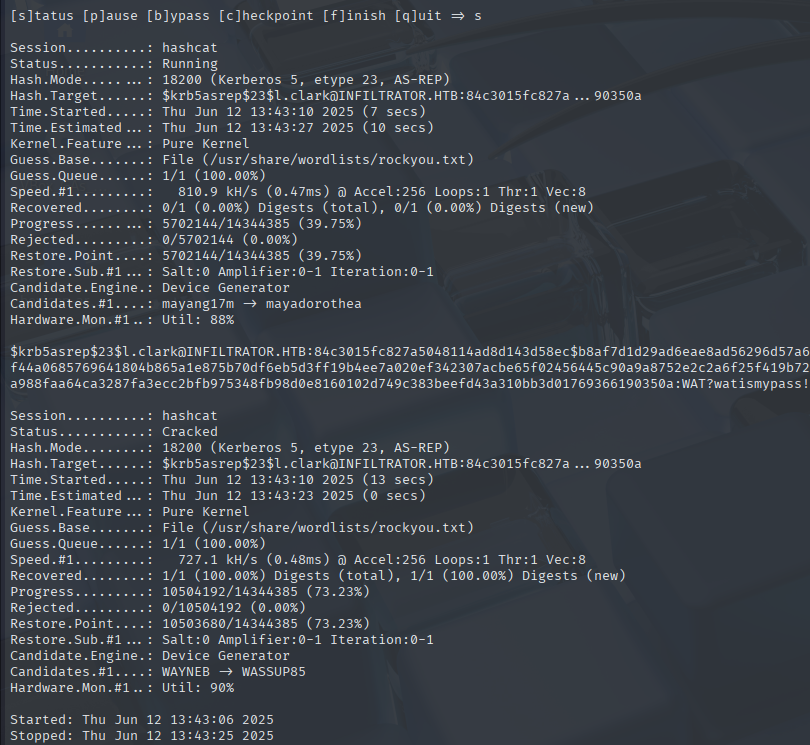 [s]tatus [p]ause [b]ypass [c]heckpoint [f]inish [q]uit => s
Session..........: hashcat
Status...........: Running
Hash.Mode........: 18200 (Kerberos 5, etype 23, AS-REP)
Hash.Target......: $krb5asrep$23$l.clark@INFILTRATOR.HTB:84c3015fc827a...90350a
Time.Started.....: Thu Jun 12 13:43:10 2025 (7 secs)
Time.Estimated...: Thu Jun 12 13:43:27 2025 (10 secs)
Kernel.Feature...: Pure Kernel
Guess.Base.......: File (/usr/share/wordlists/rockyou.txt)
Guess.Queue......: 1/1 (100.00%)
Speed.#1.........:   810.9 kH/s (0.47ms) @ Accel:256 Loops:1 Thr:1 Vec:8
Recovered........: 0/1 (0.00%) Digests (total), 0/1 (0.00%) Digests (new)
Progress.........: 5702144/14344385 (39.75%)
Rejected.........: 0/5702144 (0.00%)
Restore.Point....: 5702144/14344385 (39.75%)
Restore.Sub.#1...: Salt:0 Amplifier:0-1 Iteration:0-1
Candidate.Engine.: Device Generator
Candidates.#1....: mayang17m -> mayadorothea
Hardware.Mon.#1..: Util: 88%
$krb5asrep$23$l.clark@INFILTRATOR.HTB:84c3015fc827a5048114ad8d143d58ec$b8af7d1d29ad6eae8ad56296d57a6
f44a0685769641804b865a1e875b70df6eb5d3ff19b4ee7a020ef342307acbe65f02456445c90a9a8752e2c2a6f25f419b72
a988faa64ca3287fa3ecc2bfb975348fb98d0e8160102d749c383beefd43a310bb3d01769366190350a:WAT?watismypass!
Session..........: hashcat
Status...........: Cracked
Hash.Mode........: 18200 (Kerberos 5, etype 23, AS-REP)
Hash.Target......: $krb5asrep$23$l.clark@INFILTRATOR.HTB:84c3015fc827a...90350a
Time.Started.....: Thu Jun 12 13:43:10 2025 (13 secs)
Time.Estimated...: Thu Jun 12 13:43:23 2025 (0 secs)
Kernel.Feature...: Pure Kernel
Guess.Base.......: File (/usr/share/wordlists/rockyou.txt)
Guess.Queue......: 1/1 (100.00%)
Speed.#1.........:   727.1 kH/s (0.48ms) @ Accel:256 Loops:1 Thr:1 Vec:8
Recovered........: 1/1 (100.00%) Digests (total), 1/1 (100.00%) Digests (new)
Progress.........: 10504192/14344385 (73.23%)
Rejected.........: 0/10504192 (0.00%)
Restore.Point....: 10503680/14344385 (73.23%)
Restore.Sub.#1...: Salt:0 Amplifier:0-1 Iteration:0-1
Candidate.Engine.: Device Generator
Candidates.#1....: WAYNEB -> WASSUP85
Hardware.Mon.#1..: Util: 90%
Started: Thu Jun 12 13:43:06 2025
Stopped: Thu Jun 12 13:43:25 2025